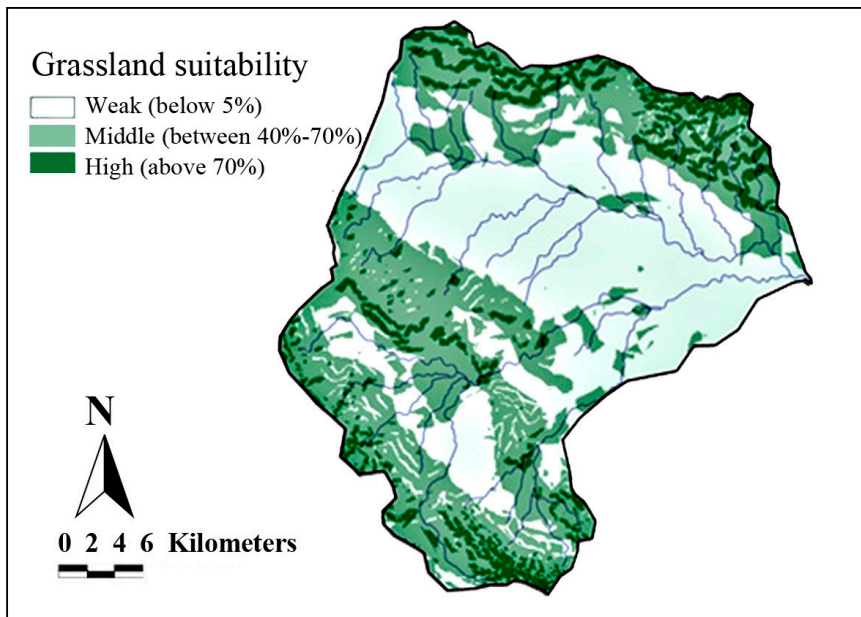 Grassland suitability
Weak (below 5%)
Middle (between 40%-70%)
High (above 70%)
N
0 2 4 6 Kilometers